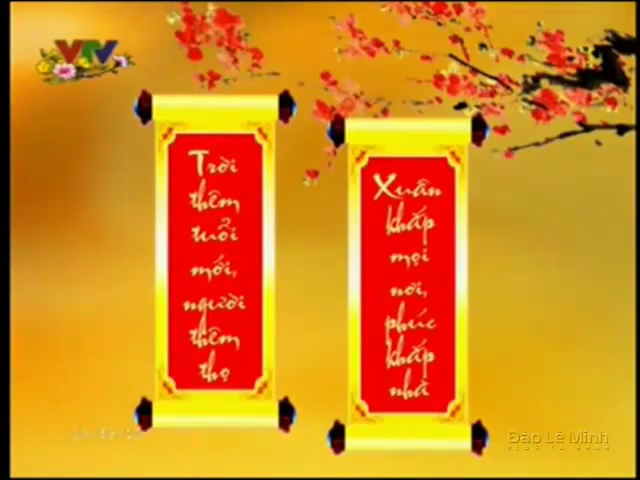 VTV
Trời
thêm
tuổi
mới,
người
thêm
thọ
Xuân
khắp
mọi
nơi,
phúc
khắp
nhà
Đào Lê Minh